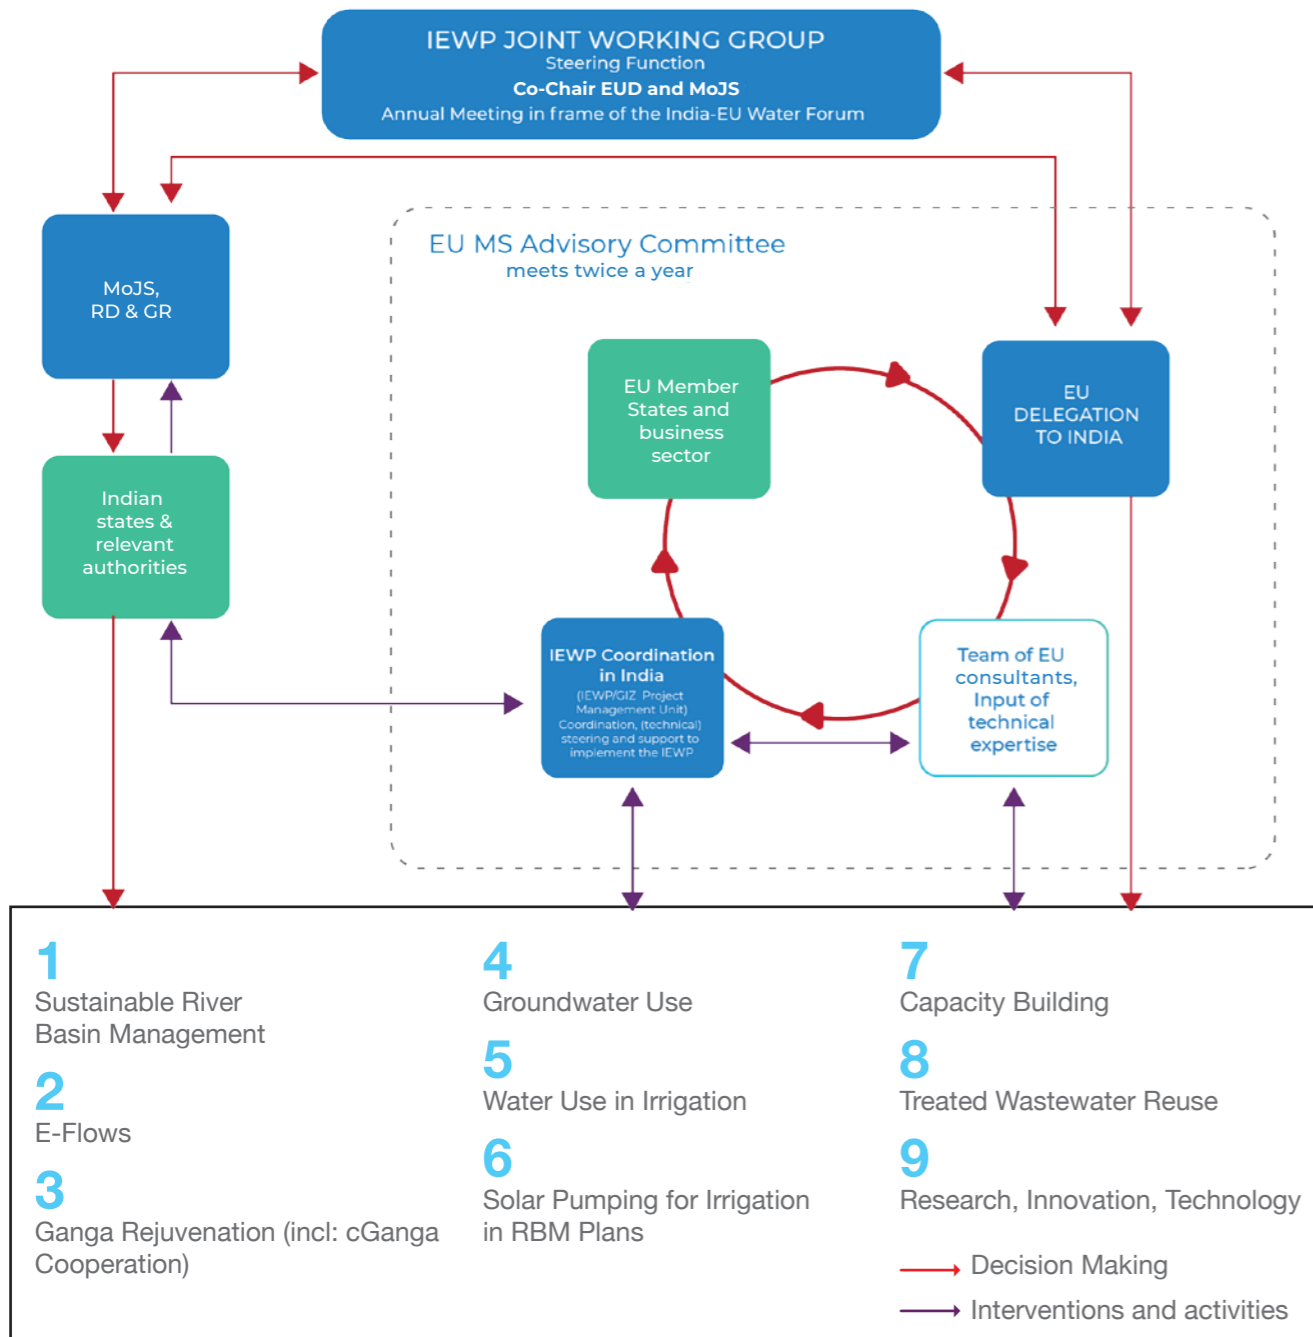 IEWP JOINT WORKING GROUP
Steering Function
Co-Chair EUD and MoJS
Annual Meeting in frame of the India-EU Water Forum
MoJS,
RD & GR
EU MS Advisory Committee
meets twice a year
EU Member
States and
business
sector
EU
DELEGATION
TO INDIA
Indian
states &
relevant
authorities
IEWP Coordination
in India
(IEWP/GIZ Project
Management Unit)
Coordination, (technical)
steering and support to
implement the IEWP
Team of EU
consultants,
Input of
technical
expertise
1
Sustainable River
Basin Management
2
E-Flows
3
Ganga Rejuvenation (incl: cGanga
Cooperation)
4
Groundwater Use
5
Water Use in Irrigation
6
Solar Pumping for Irrigation
in RBM Plans
7
Capacity Building
8
Treated Wastewater Reuse
9
Research, Innovation, Technology
Decision Making
Interventions and activities